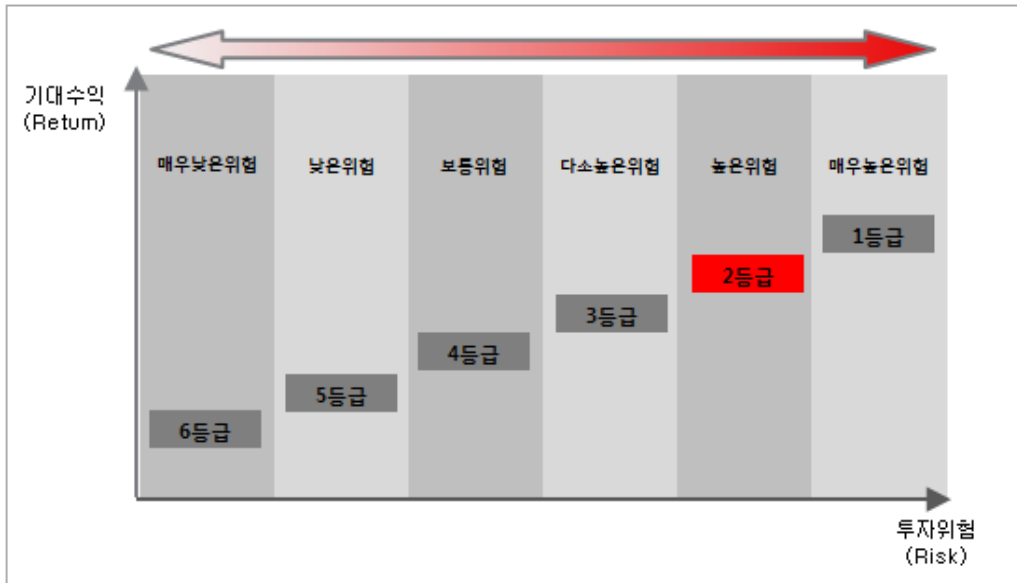 기대수익
(Return)
매우낮은위험
낮은위험
보통위험
다소높은위험
높은위험
매우높은위험
1등급
2등급
3등급
4등급
5등급
6등급
투자위험
(Risk)